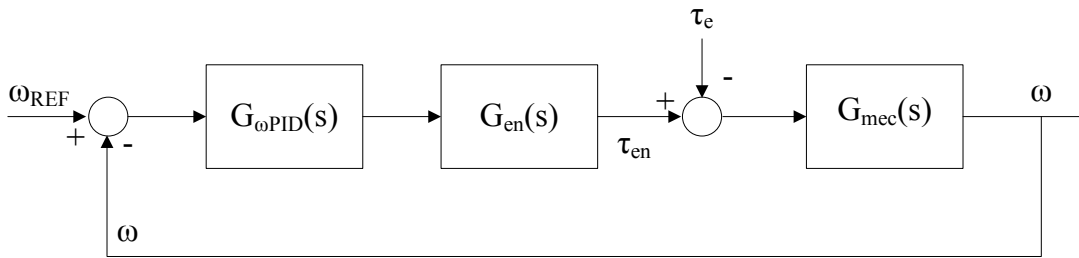 τe
-
ωREF
+
-
GωPID(s)
Gen(s)
+
τen
Gmec(s)
ω
ω